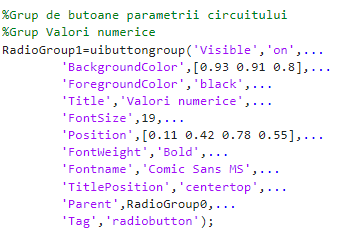 %Grup de butoane parametrii circuitului
%Grup Valori numerice
RadioGroup1=uibuttongroup('Visible','on',...
'BackgroundColor',[0.93 0.91 0.8],...
'ForegroundColor','black',...
'Title','Valori numerice',...
'FontSize',19,...
'Position',[0.11 0.42 0.78 0.55],...
'FontWeight','Bold',...
'Fontname','Comic Sans MS',...
'TitlePosition','centertop',...
'Parent',RadioGroup0,...
'Tag','radiobutton');